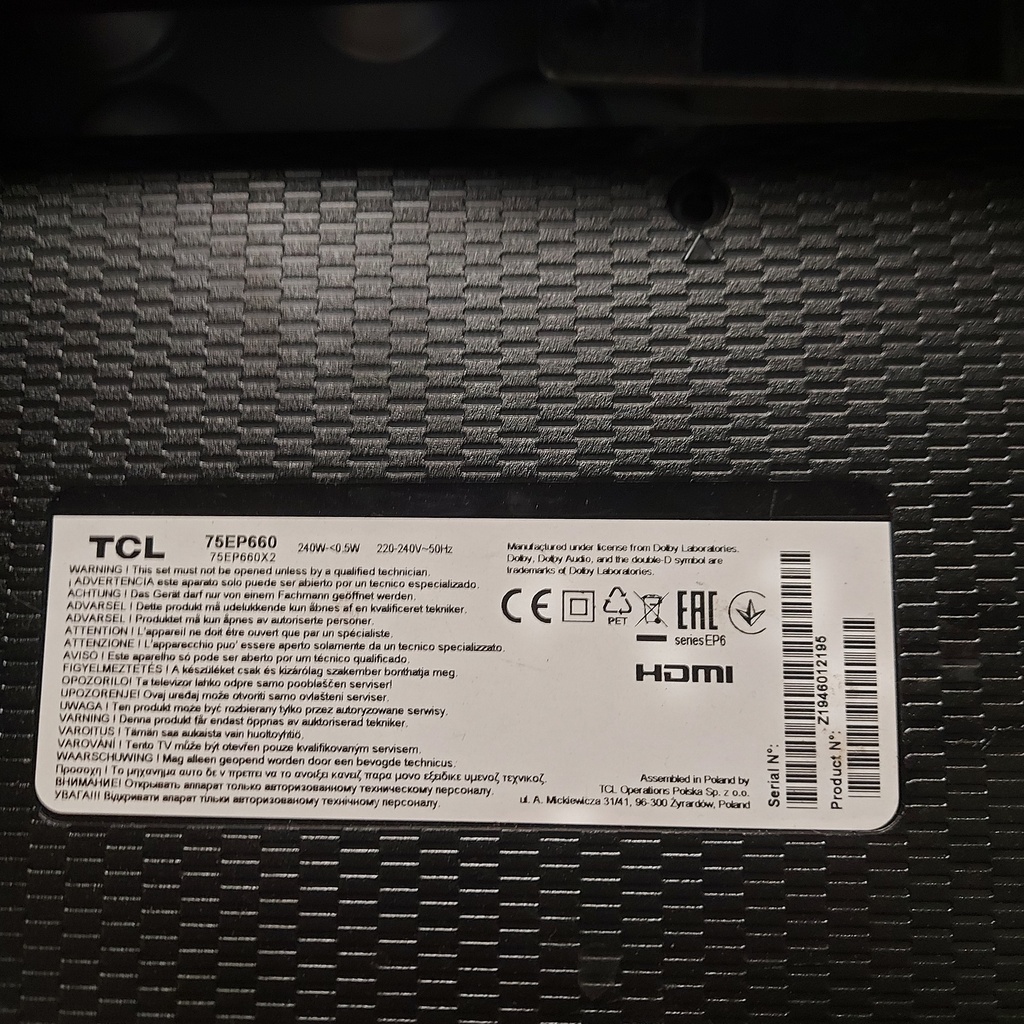 TCL
75EP660
75EP660X2
240W-<0.5W 220-240V~50Hz
WARNING ! This set must not be opened unless by a qualified technician.
¡ ADVERTENCIA este aparato solo puede ser abierto por un tecnico especializado.
ACHTUNG ! Das Gerät darf nur von einem Fachmann geöffnet werden.
ADVARSEL ! Dette produkt må udelukkende kun åbnes af en kvalificeret tekniker.
ADVARSEL ! Produktet må kun åpnes av autoriserte personer.
ATTENTION ! L'appareil ne doit être ouvert que par un spécialiste.
ATTENZIONE ! L'apparecchio puo' essere aperto solamente da un tecnico specializzato.
AVISO ! Este aparelho só pode ser aberto por um técnico qualificado.
FIGYELMEZTETÉS ! A készüléket csak és kizárólag szakember bonthatja meg.
OPOZORILO! Ta televizor lahko odpre samo pooblaščen serviser!
UPOZORENJE! Ovaj uređaj može otvoriti samo ovlašteni serviser.
UWAGA ! Ten produkt może być rozbierany tylko przez autoryzowane serwisy.
VARNING ! Denna produkt får endast öppnas av auktoriserad tekniker.
VAROITUS ! Tämän saa aukaista vain huoltoyhtiö.
VAROVÁNÍ ! Tento TV může být otevřen pouze kvalifikovaným servisem.
WAARSCHUWING ! Mag alleen geopend worden door een bevoegde technicus.
Προσοχη ! Το μηχανημα αυτο δε ν πρεπει να το ανοιξει κανεις παρα μονο εξειδικε υμενος τεχνικος.
ВНИМАНИЕ! Открывать аппарат только авторизованному техническому персоналу.
УВАГА!!! Відкривати апарат тільки авторизованому технічному персоналу.
Manufactured under license from Dolby Laboratories.
Dolby, Dolby Audio, and the double-D symbol are
trademarks of Dolby Laboratories.
CE
PET
EAC
seriesEP6
HDMI
Assembled in Poland by
TCL Operations Polska Sp. z o.o.
ul. A. Mickiewicza 31/41, 96-300 Żyrardów, Poland
Serial Nº:
Z1946012195
Product Nº: